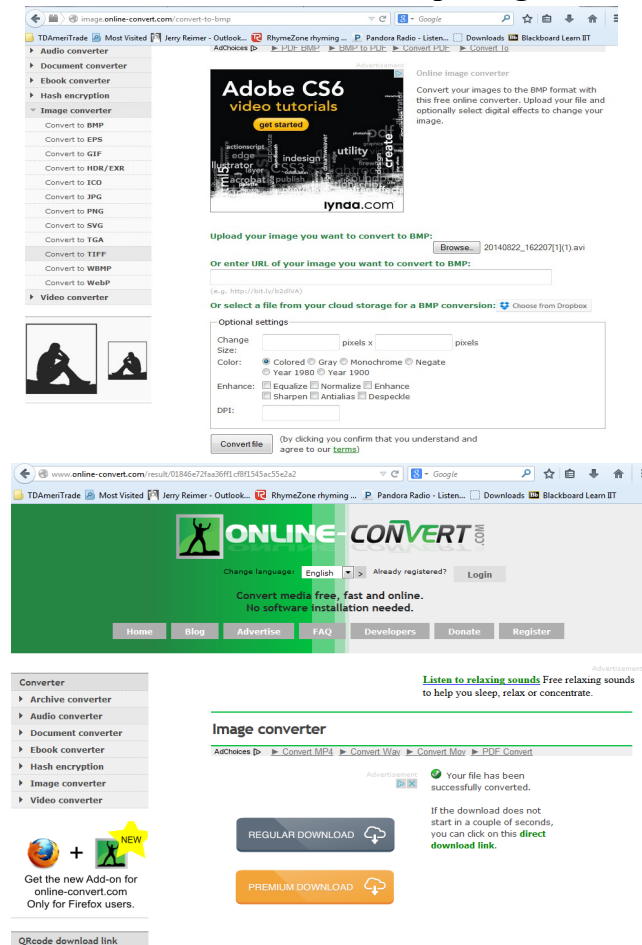 image.online-convert.com/convert-to-bmp
Google
TDAmeriTrade Most Visited Jerry Reimer - Outlook... RhymeZone rhyming ... Pandora Radio - Listen... Downloads Blackboard Learn IIT
Audio converter
Document converter
Ebook converter
Hash encryption
Image converter
Convert to BMP
Convert to EPS
Convert to GIF
Convert to HDR/EXR
Convert to ICO
Convert to JPG
Convert to PNG
Convert to SVG
Convert to TGA
Convert to TIFF
Convert to WBMP
Convert to WebP
Video converter
AdChoices ► PDF BMP ► BMP to PDF ► Convert PDF ► Convert To
Advertisement
Adobe CS6
video tutorials
get started
actionscript
edge
indesign
utility
layer
acrobat
publish
create
lynda.com
Online image converter
Convert your images to the BMP format with
this free online converter. Upload your file and
optionally select digital effects to change your
image.
Upload your image you want to convert to BMP:
Browse.. 20140822_162207[1](1).avi
Or enter URL of your image you want to convert to BMP:
(e.g. http://bit.ly/b2dlVA)
Or select a file from your cloud storage for a BMP conversion: Choose from Dropbox
Optional settings
Change Size: pixels x pixels
Color: Colored Gray Monochrome Negate
Year 1980 Year 1900
Enhance: Equalize Normalize Enhance
Sharpen Antialias Despeckle
DPI:
Convert file (by clicking you confirm that you understand and
agree to our terms)
www.online-convert.com/result/01846e72faa36ff1cf8f1545ac55e2a2
Google
TDAmeriTrade Most Visited Jerry Reimer - Outlook... RhymeZone rhyming ... Pandora Radio - Listen... Downloads Blackboard Learn IIT
ONLINE-CONVERT.COM
Change language: English > Already registered? Login
Convert media free, fast and online.
No software installation needed.
Home Blog Advertise FAQ Developers Donate Register
Advertisement
Listen to relaxing sounds Free relaxing sounds
to help you sleep, relax or concentrate.
Converter
Archive converter
Audio converter
Document converter
Ebook converter
Hash encryption
Image converter
Video converter
NEW
Get the new Add-on for
online-convert.com
Only for Firefox users.
QRcode download link
Image converter
AdChoices ► Convert MP4 ► Convert Wav ► Convert Mov ► PDF Convert
Advertisement
REGULAR DOWNLOAD
PREMIUM DOWNLOAD
Your file has been
successfully converted.
If the download does not
start in a couple of seconds,
you can click on this direct
download link.